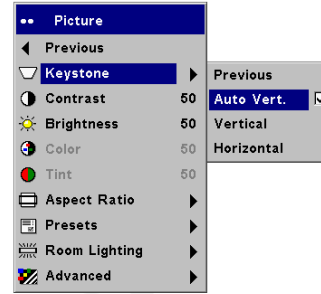 Picture
Previous
Keystone
Contrast 50
Brightness 50
Color 50
Tint 50
Aspect Ratio
Presets
Room Lighting
Advanced
Previous
Auto Vert.
Vertical
Horizontal